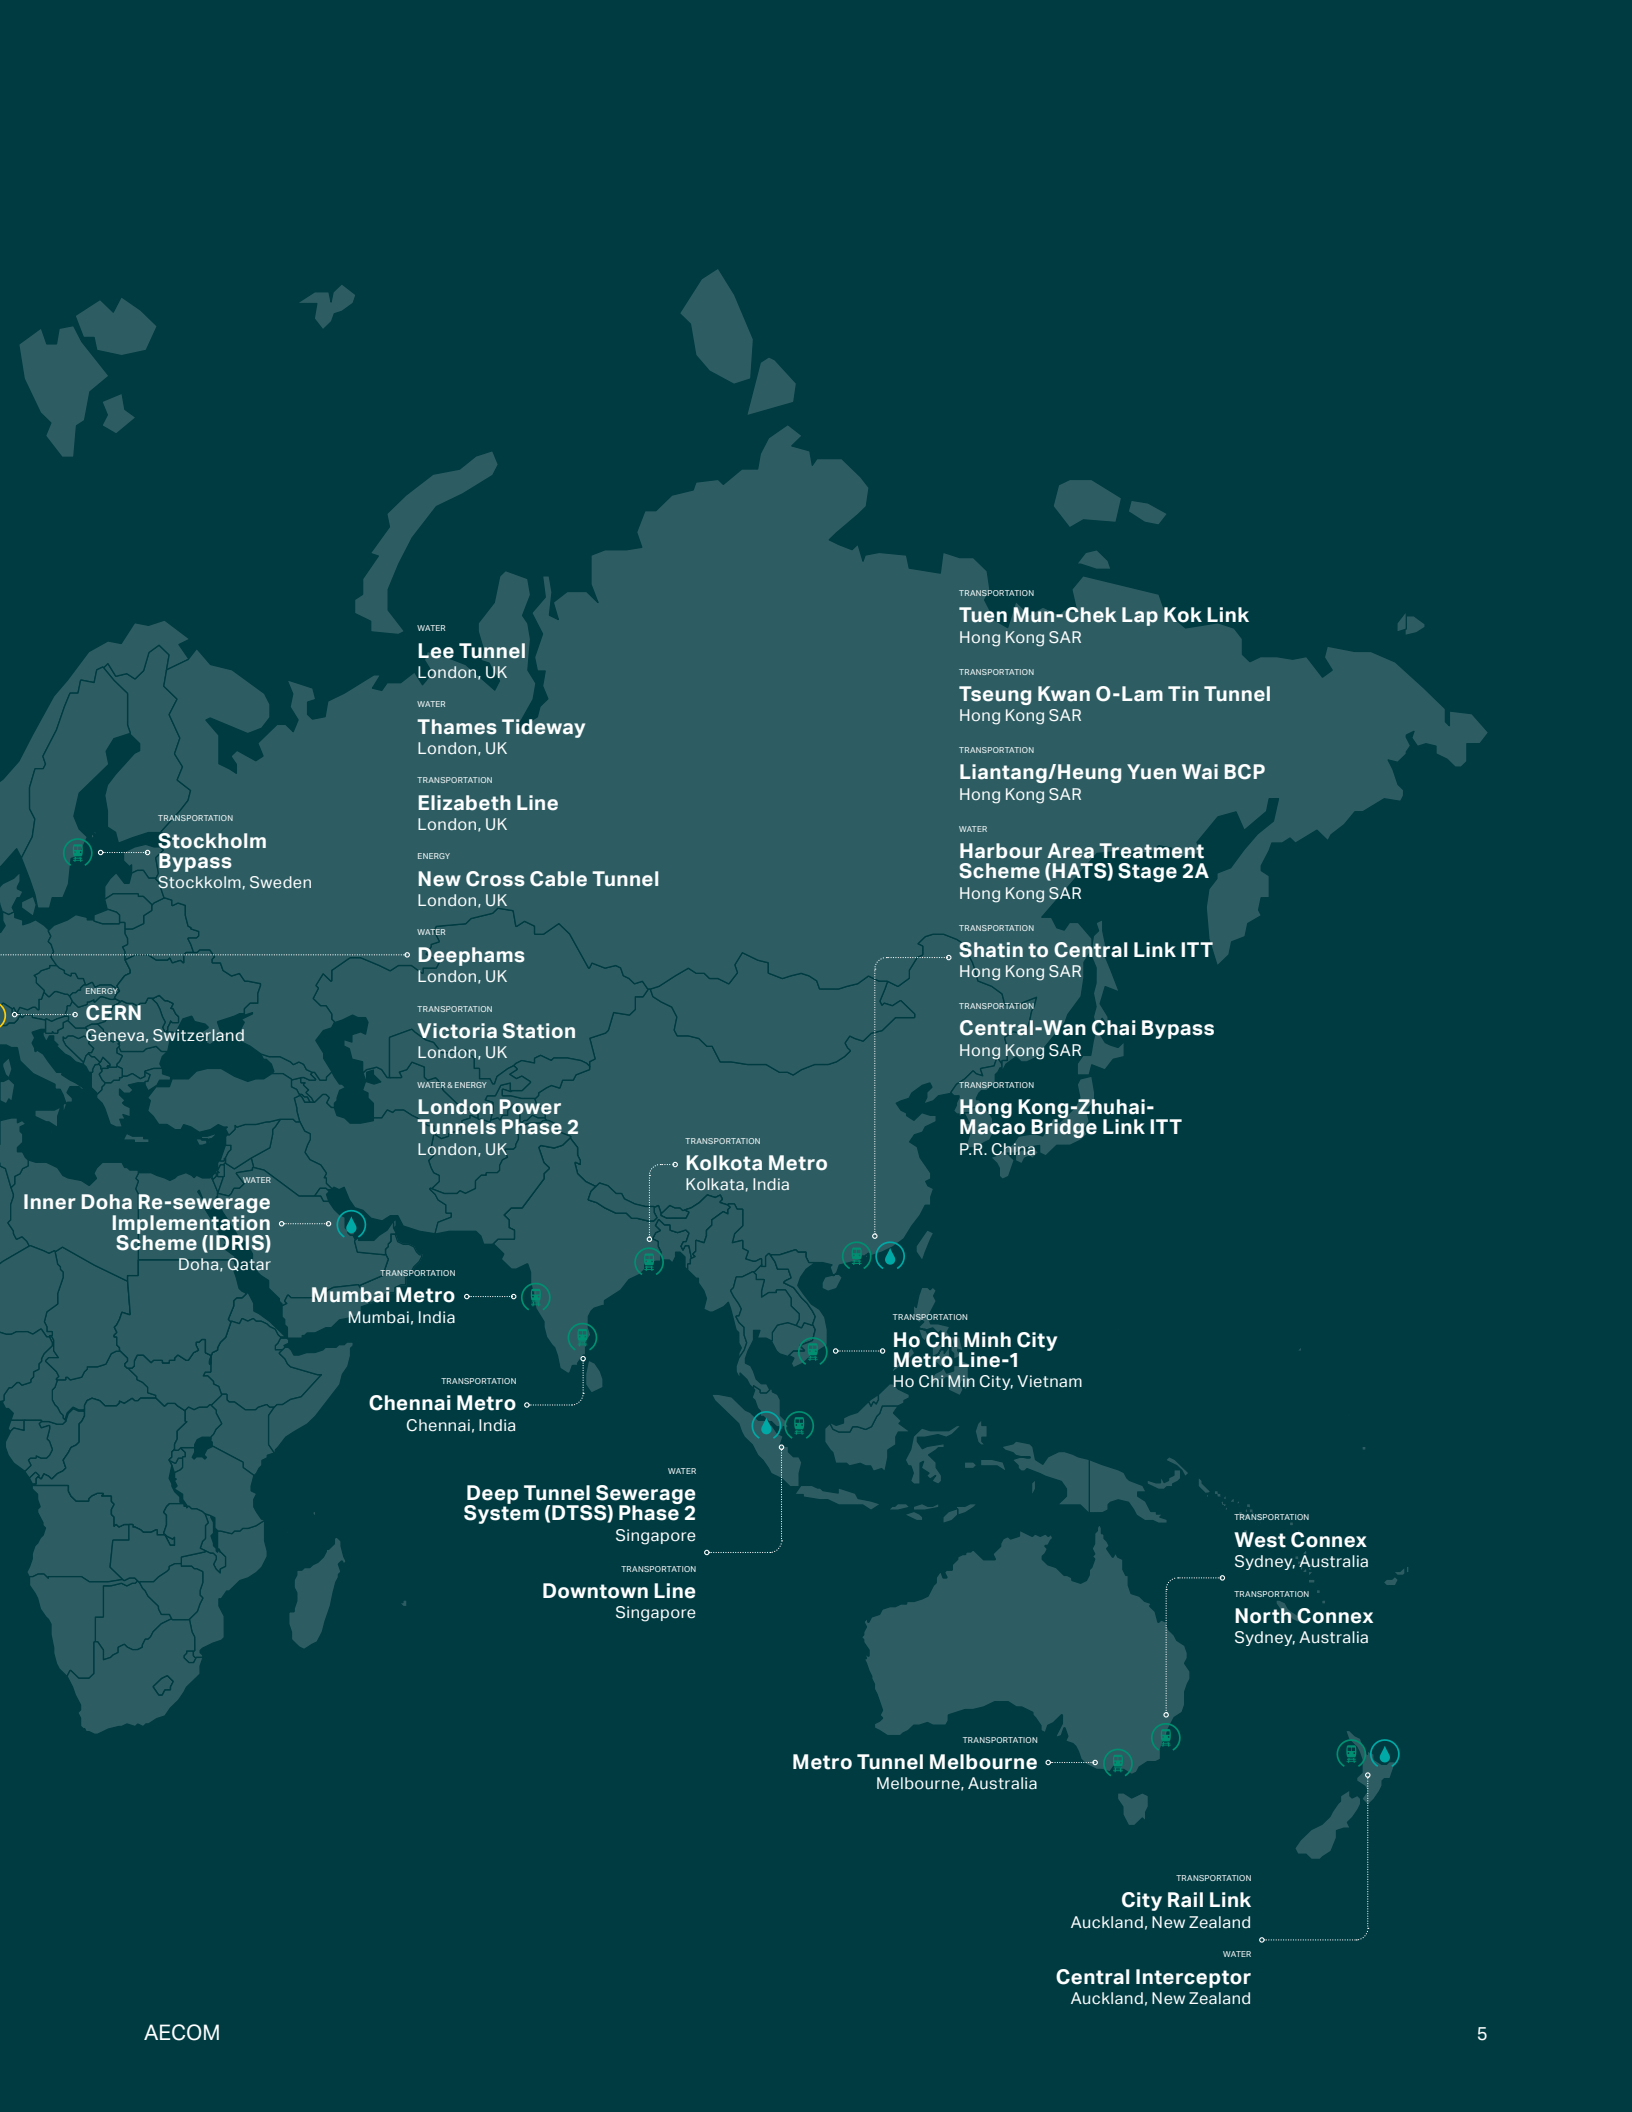 TRANSPORTATION
Tuen Mun-Chek Lap Kok Link
Hong Kong SAR
TRANSPORTATION
Tseung Kwan O-Lam Tin Tunnel
Hong Kong SAR
TRANSPORTATION
Liantang/Heung Yuen Wai BCP
Hong Kong SAR
WATER
Harbour Area Treatment
Scheme (HATS) Stage 2A
Hong Kong SAR
TRANSPORTATION
Shatin to Central Link ITT
Hong Kong SAR
TRANSPORTATION
Central-Wan Chai Bypass
Hong Kong SAR
TRANSPORTATION
Hong Kong-Zhuhai-
Macao Bridge Link ITT
P.R. China
WATER
Lee Tunnel
London, UK
WATER
Thames Tideway
London, UK
TRANSPORTATION
Elizabeth Line
London, UK
ENERGY
New Cross Cable Tunnel
London, UK
WATER
Deephams
London, UK
TRANSPORTATION
Victoria Station
London, UK
WATER & ENERGY
London Power
Tunnels Phase 2
London, UK
TRANSPORTATION
Stockholm
Bypass
Stockkolm, Sweden
ENERGY
CERN
Geneva, Switzerland
TRANSPORTATION
Kolkota Metro
Kolkata, India
WATER
Inner Doha Re-sewerage
Implementation
Scheme (IDRIS)
Doha, Qatar
TRANSPORTATION
Mumbai Metro
Mumbai, India
TRANSPORTATION
Ho Chi Minh City
Metro Line-1
Ho Chi Min City, Vietnam
TRANSPORTATION
Chennai Metro
Chennai, India
WATER
Deep Tunnel Sewerage
System (DTSS) Phase 2
Singapore
TRANSPORTATION
Downtown Line
Singapore
TRANSPORTATION
West Connex
Sydney, Australia
TRANSPORTATION
North Connex
Sydney, Australia
TRANSPORTATION
Metro Tunnel Melbourne
Melbourne, Australia
TRANSPORTATION
City Rail Link
Auckland, New Zealand
WATER
Central Interceptor
Auckland, New Zealand
AECOM
5